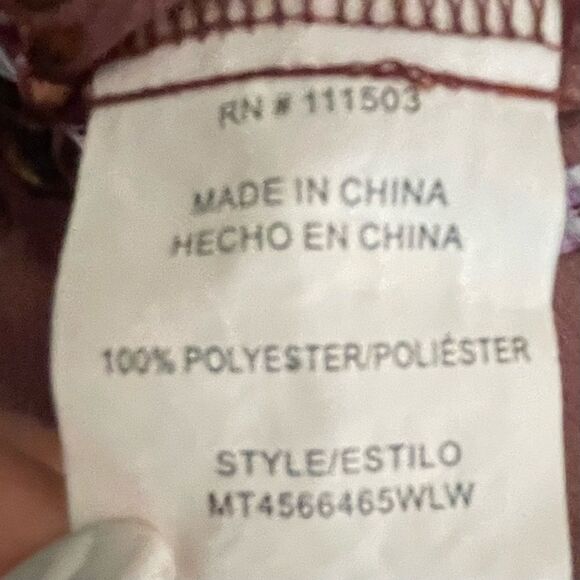 RN # 111503
MADE IN CHINA
HECHO EN CHINA
100% POLYESTER/POLIÉSTER
STYLE/ESTILO
MT4566465WLW